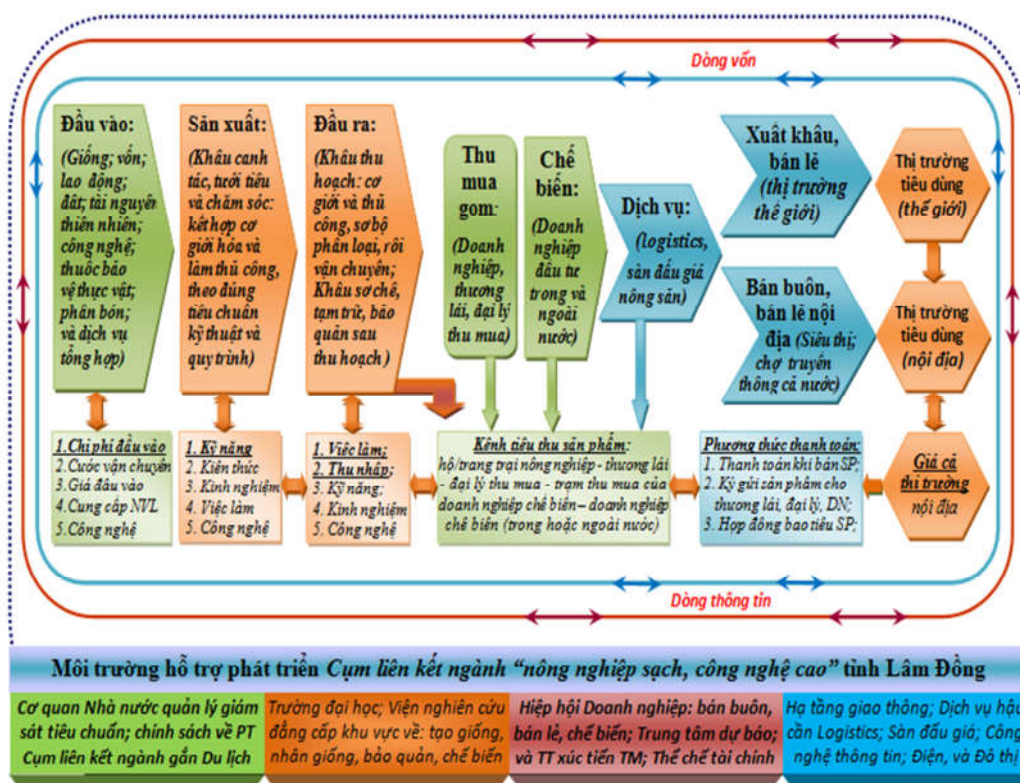 Dòng vốn
Đầu vào:
(Giống; vốn;
lao động;
đất; tài nguyên
thiên nhiên;
công nghệ;
thuốc bảo
vệ thực vật;
phân bón;
và dịch vụ
tổng hợp)
Sản xuất:
(Khâu canh
tác, tưới tiêu
và chăm sóc:
kết hợp cơ
giới hóa và
làm thủ công,
theo đúng
tiêu chuẩn
kỹ thuật và
quy trình)
Đầu ra:
(Khâu thu
hoạch: cơ
giới và thủ
công, sơ bộ
phân loại, rồi
vận chuyển;
Khâu sơ chế,
tạm trữ, bảo
quản sau
thu hoạch)
Thu
mua
gom:
(Doanh
nghiệp,
thương
lái, đại lý
thu mua)
Chế
biến:
(Doanh
nghiệp
đầu tư
trong và
ngoài
nước)
Dịch vụ:
(logistics,
sàn đấu giá
nông sản)
Xuất khẩu,
bán lẻ
(thị trường
thế giới)
Bán buôn,
bán lẻ nội
địa (Siêu thị;
chợ truyền
thông cả nước)
Thị trường
tiêu dùng
(thế giới)
Thị trường
tiêu dùng
(nội địa)
1. Chi phí đầu vào
2. Cước vận chuyển
3. Giá đầu vào
4. Cung cấp NVL
5. Công nghệ
1. Kỹ năng
2. Kiến thức
3. Kinh nghiệm
4. Việc làm
5. Công nghệ
1. Việc làm;
2. Thu nhập;
3. Kỹ năng;
4. Kinh nghiệm
5. Công nghệ
Kênh tiêu thu sản phẩm:
hộ/trang trại nông nghiệp - thương lái
- đại lý thu mua - trạm thu mua của
doanh nghiệp chế biến– doanh nghiệp
chế biến (trong hoặc ngoài nước)
Phương thức thanh toán:
1. Thanh toán khi bán SP;
2. Ký gửi sản phẩm cho
thương lái, đại lý, DN;
3. Hợp đồng bao tiêu SP;
Giá cả
thị trường
nội địa
Dòng thông tin
Môi trường hỗ trợ phát triển Cụm liên kết ngành “nông nghiệp sạch, công nghệ cao” tỉnh Lâm Đồng
Cơ quan Nhà nước quản lý giám
sát tiêu chuẩn; chính sách về PT
Cụm liên kết ngành gắn Du lịch
Trường đại học; Viện nghiên cứu
đẳng cấp khu vực về: tạo giống,
nhân giống, bảo quản, chế biến
Hiệp hội Doanh nghiệp: bán buôn,
bán lẻ, chế biến; Trung tâm dự báo;
và TT xúc tiến TM; Thể chế tài chính
Hạ tầng giao thông; Dịch vụ hậu
cần Logistics; Sàn đấu giá; Công
nghệ thông tin; Điện, và Đô thị